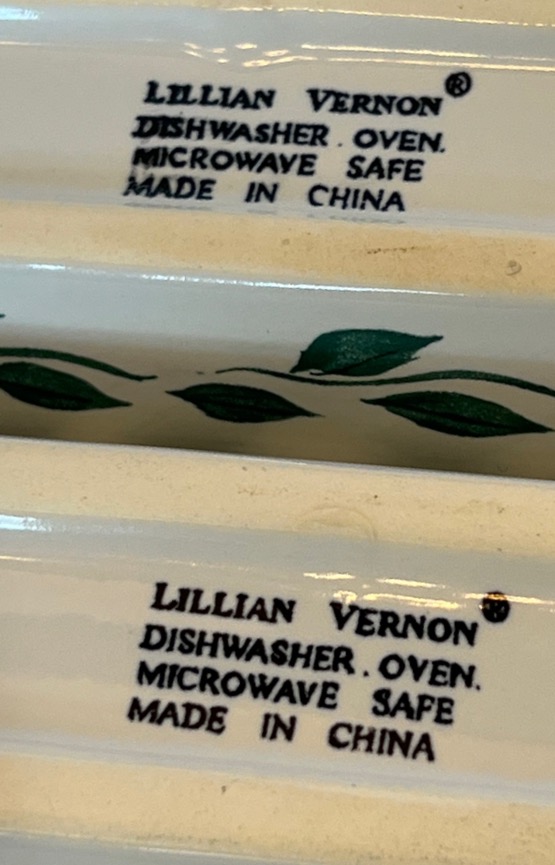 LILLIAN VERNON®
DISHWASHER . OVEN.
MICROWAVE SAFE
MADE IN CHINA
LILLIAN VERNON®
DISHWASHER . OVEN.
MICROWAVE SAFE
MADE IN CHINA